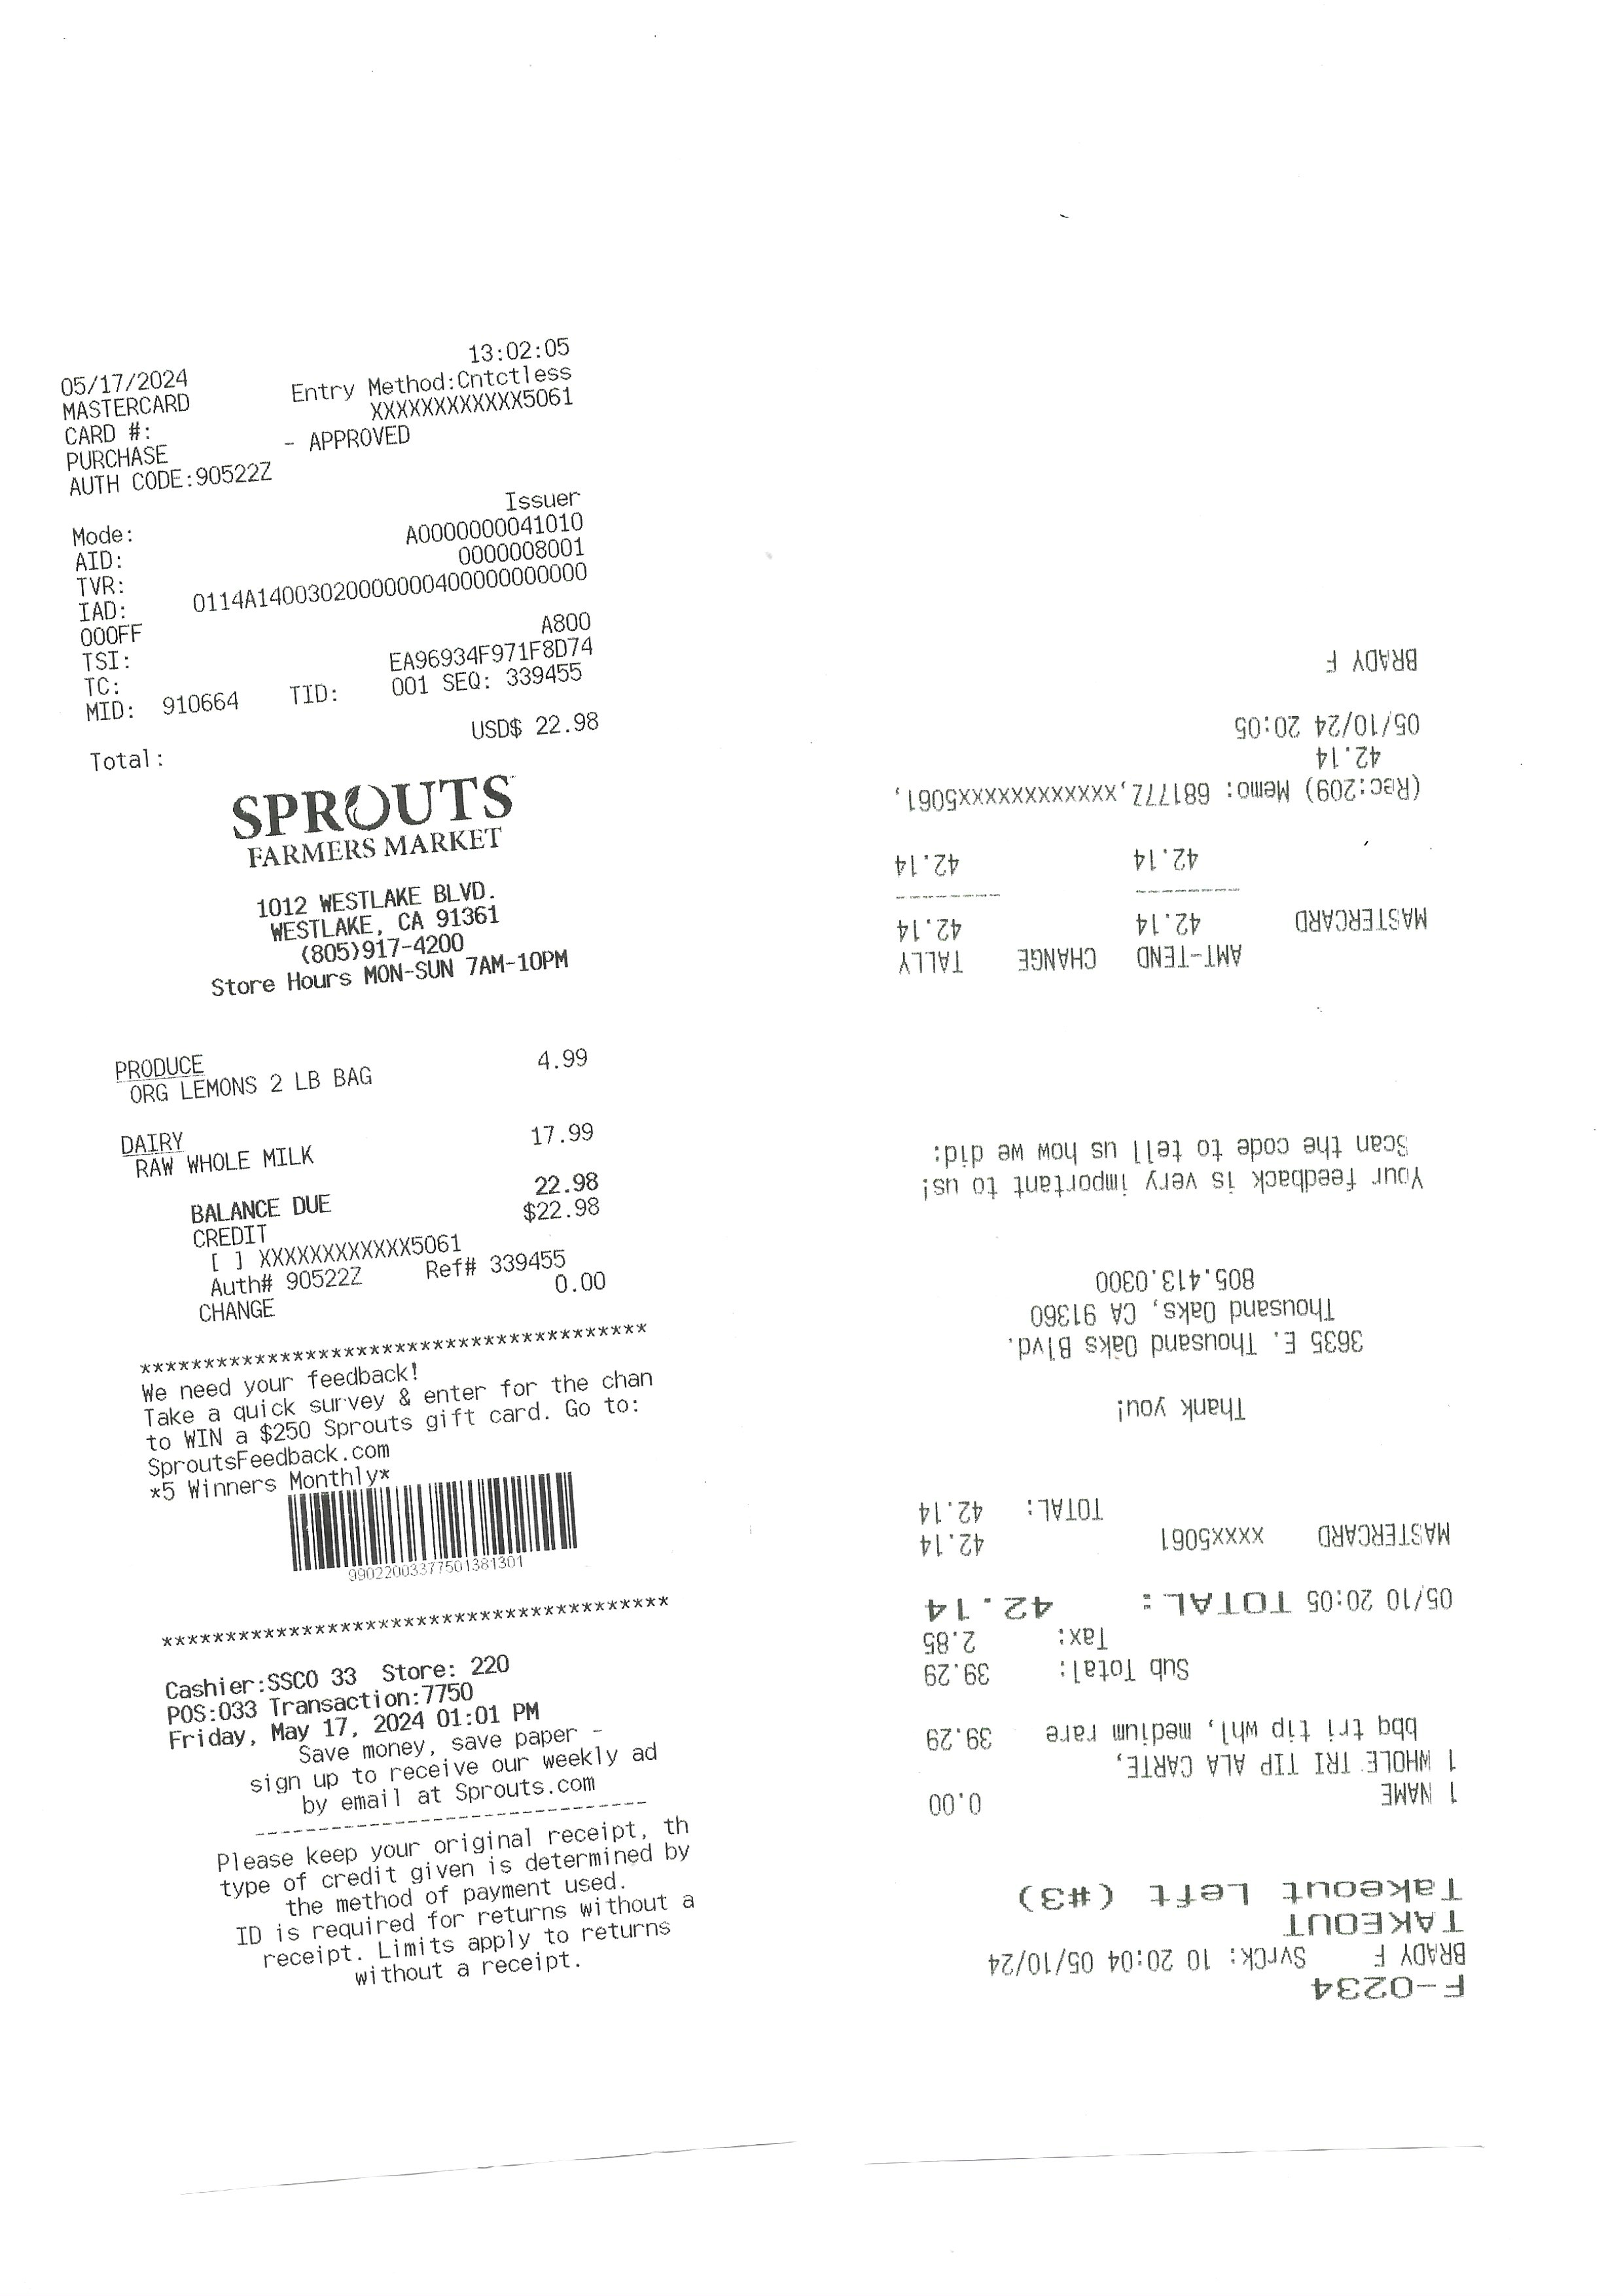 05/17/2024 13:02:05
MASTERCARD Entry Method:Cntctless
CARD #: XXXXXXXXXXXX5061
PURCHASE - APPROVED
AUTH CODE:90522Z
Mode: Issuer
AID: A0000000041010
TVR: 0000008001
IAD: 0114A14003020000000400000000000
000FF
TSI: A800
TC: EA96934F971F8D74
MID: 910664 TID: 001 SEQ: 339455
Total: USD$ 22.98
SPROUTS
FARMERS MARKET
1012 WESTLAKE BLVD.
WESTLAKE, CA 91361
(805)917-4200
Store Hours MON-SUN 7AM-10PM
PRODUCE
ORG LEMONS 2 LB BAG 4.99
DAIRY
RAW WHOLE MILK 17.99
BALANCE DUE 22.98
CREDIT $22.98
[ ] XXXXXXXXXXXX5061
Auth# 90522Z Ref# 339455
CHANGE 0.00
****************************************
We need your feedback!
Take a quick survey & enter for the chan
to WIN a $250 Sprouts gift card. Go to:
SproutsFeedback.com
*5 Winners Monthly*
99022003377501381301
****************************************
Cashier:SSCO 33 Store: 220
POS:033 Transaction:7750
Friday, May 17, 2024 01:01 PM
Save money, save paper -
sign up to receive our weekly ad
by email at Sprouts.com
-------------------------------
Please keep your original receipt, th
type of credit given is determined by
the method of payment used.
ID is required for returns without a
receipt. Limits apply to returns
without a receipt.
F-0234
BRADY F SvrCk: 10 20:04 05/10/24
TAKEOUT
Takeout Left (#3)
1 NAME 0.00
1 WHOLE TRI TIP ALA CARTE,
bbq tri tip whl, medium rare 39.29
Sub Total: 39.29
Tax: 2.85
05/10 20:05 TOTAL: 42.14
MASTERCARD XXXX5061 42.14
TOTAL: 42.14
Thank you!
3635 E. Thousand Oaks Blvd.
Thousand Oaks, CA 91360
805.413.0300
Your feedback is very important to us!
Scan the code to tell us how we did:
AMT-TEND CHANGE TALLY
MASTERCARD 42.14 42.14
--------- ---------
42.14 42.14
(Rec:209) Memo: 68177Z,xxxxxxxxxxxx5061,
42.14
05/10/24 20:05
BRADY F